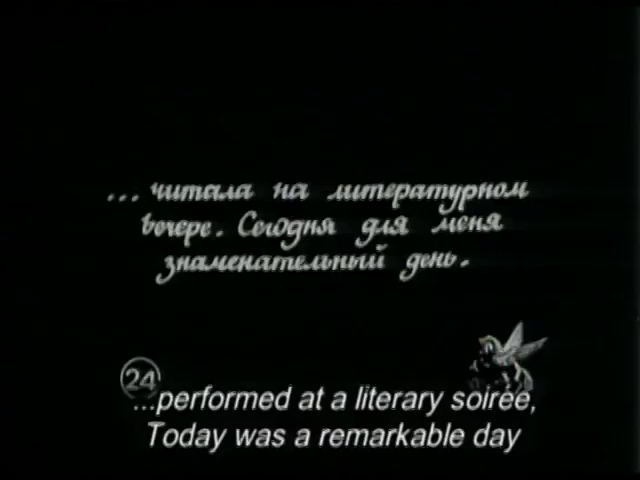 ... читала на литературном
вечере. Сегодня для меня
знаменательный день.
24
...performed at a literary soiree,
Today was a remarkable day